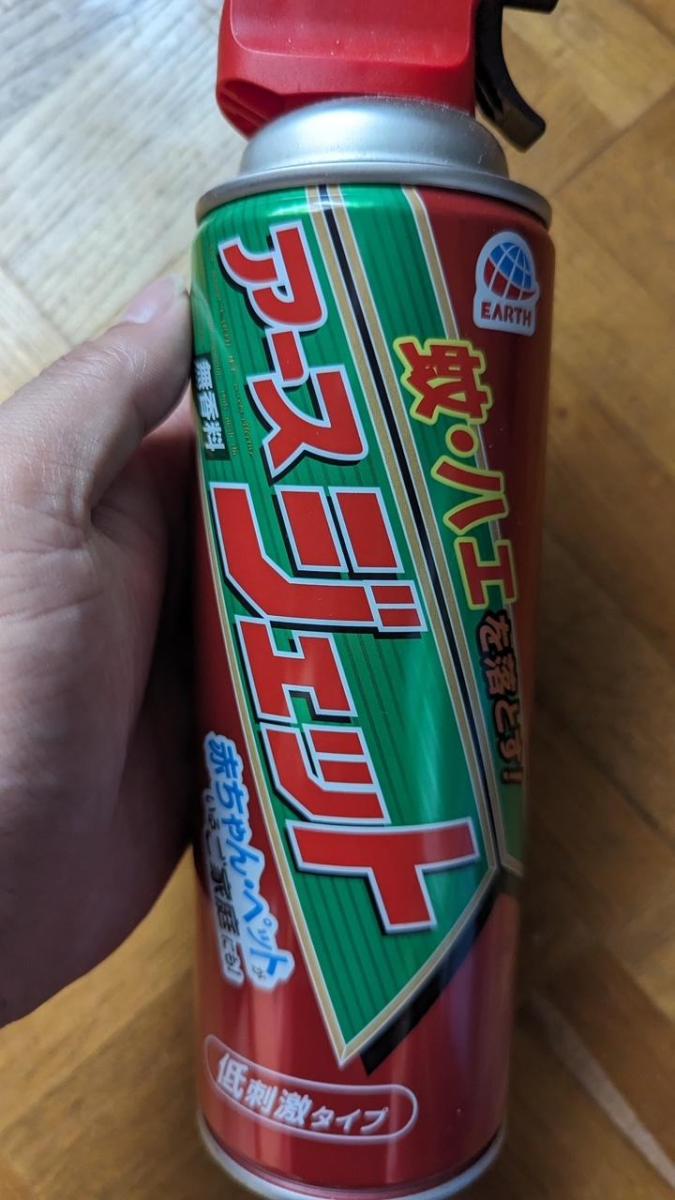 EARTH
蚊・ハエ
を落とす!
アースジェット
無香料
赤ちゃん・ペットが
いるご家庭にも!
低刺激タイプ